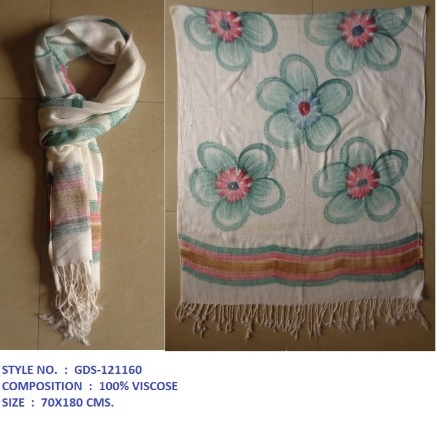 STYLE NO. : GDS-121160
COMPOSITION : 100% VISCOSE
SIZE : 70X180 CMS.